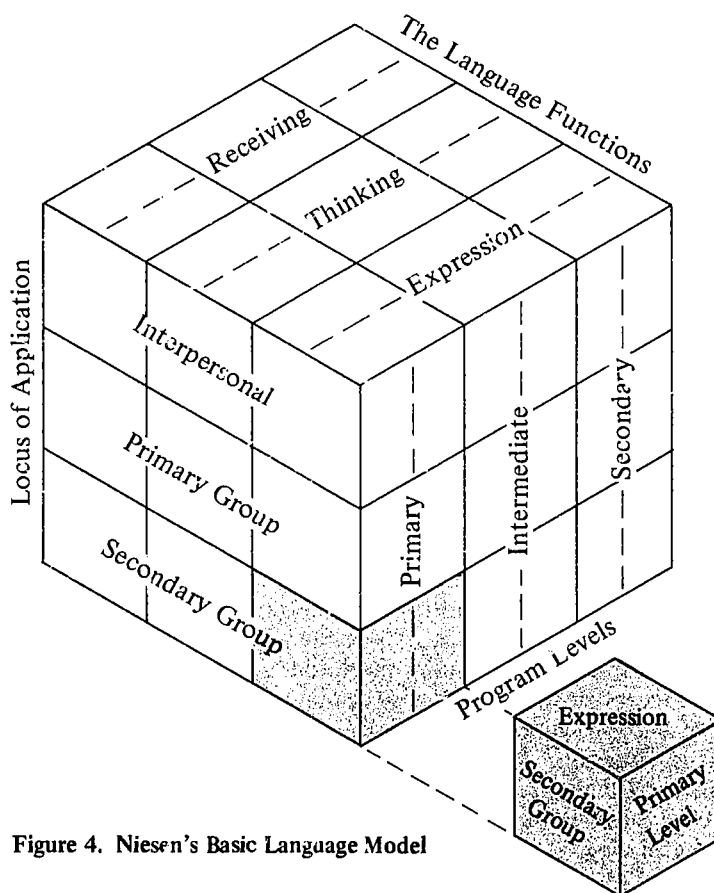 The Language Functions
Receiving
Thinking
Expression
Locus of Application
Interpersonal
Primary Group
Secondary Group
Primary
Intermediate
Secondary
Program Levels
Expression
Secondary
Group
Primary
Level
Figure 4. Niesen's Basic Language Model